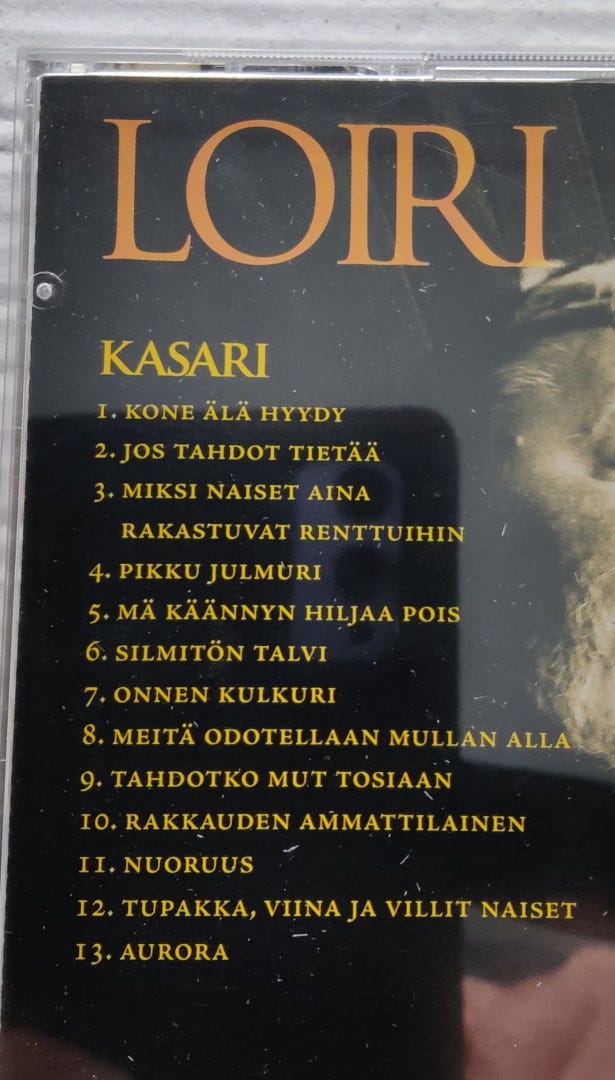 LOIRI
KASARI
1. KONE ÄLÄ HYYDY
2. JOS TAHDOT TIETÄÄ
3. MIKSI NAISET AINA
RAKASTUVAT RENTTUIHIN
4. PIKKU JULMURI
5. MÄ KÄÄNNYN HILJAA POIS
6. SILMITÖN TALVI
7. ONNEN KULKURI
8. MEITÄ ODOTELLAAN MULLAN ALLA
9. TAHDOTKO MUT TOSIAAN
10. RAKKAUDEN AMMATTILAINEN
11. NUORUUS
12. TUPAKKA, VIINA JA VILLIT NAISET
13. AURORA